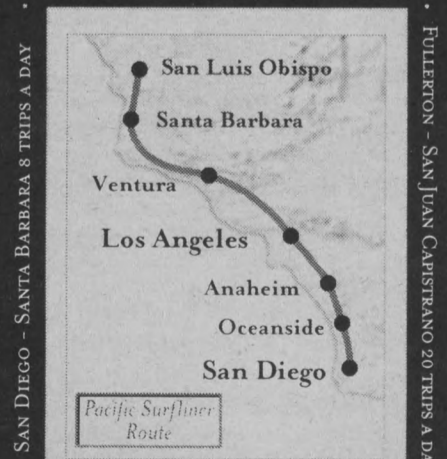 San Luis Obispo
Santa Barbara
Ventura
Los Angeles
Anaheim
Oceanside
San Diego
Pacific Surfliner
Route
SAN DIEGO – SANTA BARBARA 8 TRIPS A DAY •
• FULLERTON – SAN JUAN CAPISTRANO 20 TRIPS A